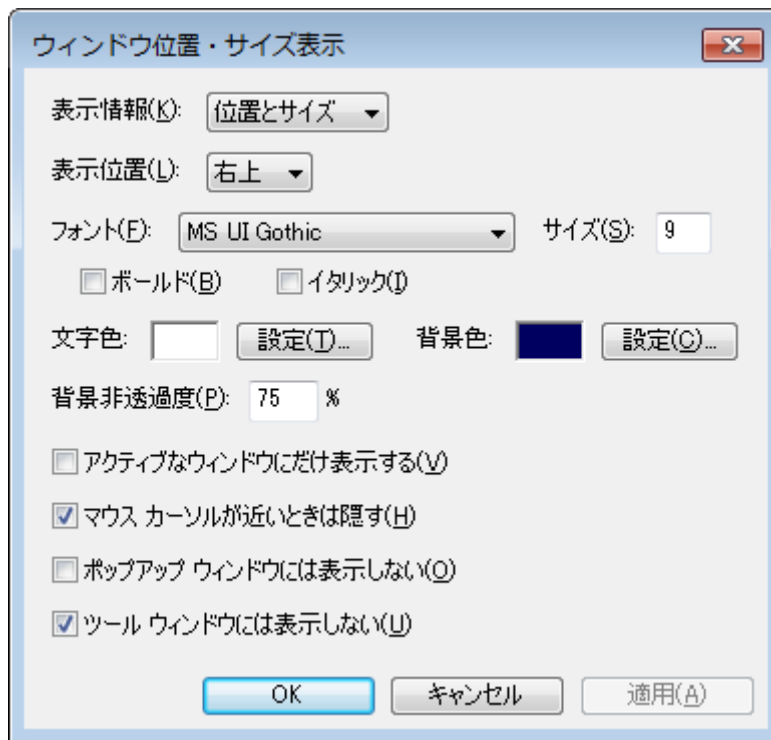 ウィンドウ位置・サイズ表示
表示情報(K): 位置とサイズ
表示位置(L): 右上
フォント(F): MS UI Gothic サイズ(S): 9
ボールド(B) イタリック(I)
文字色: 設定(T)... 背景色: 設定(C)...
背景非透過度(P): 75 %
アクティブなウィンドウにだけ表示する(V)
マウス カーソルが近いときは隠す(H)
ポップアップ ウィンドウには表示しない(O)
ツール ウィンドウには表示しない(U)
OK キャンセル 適用(A)